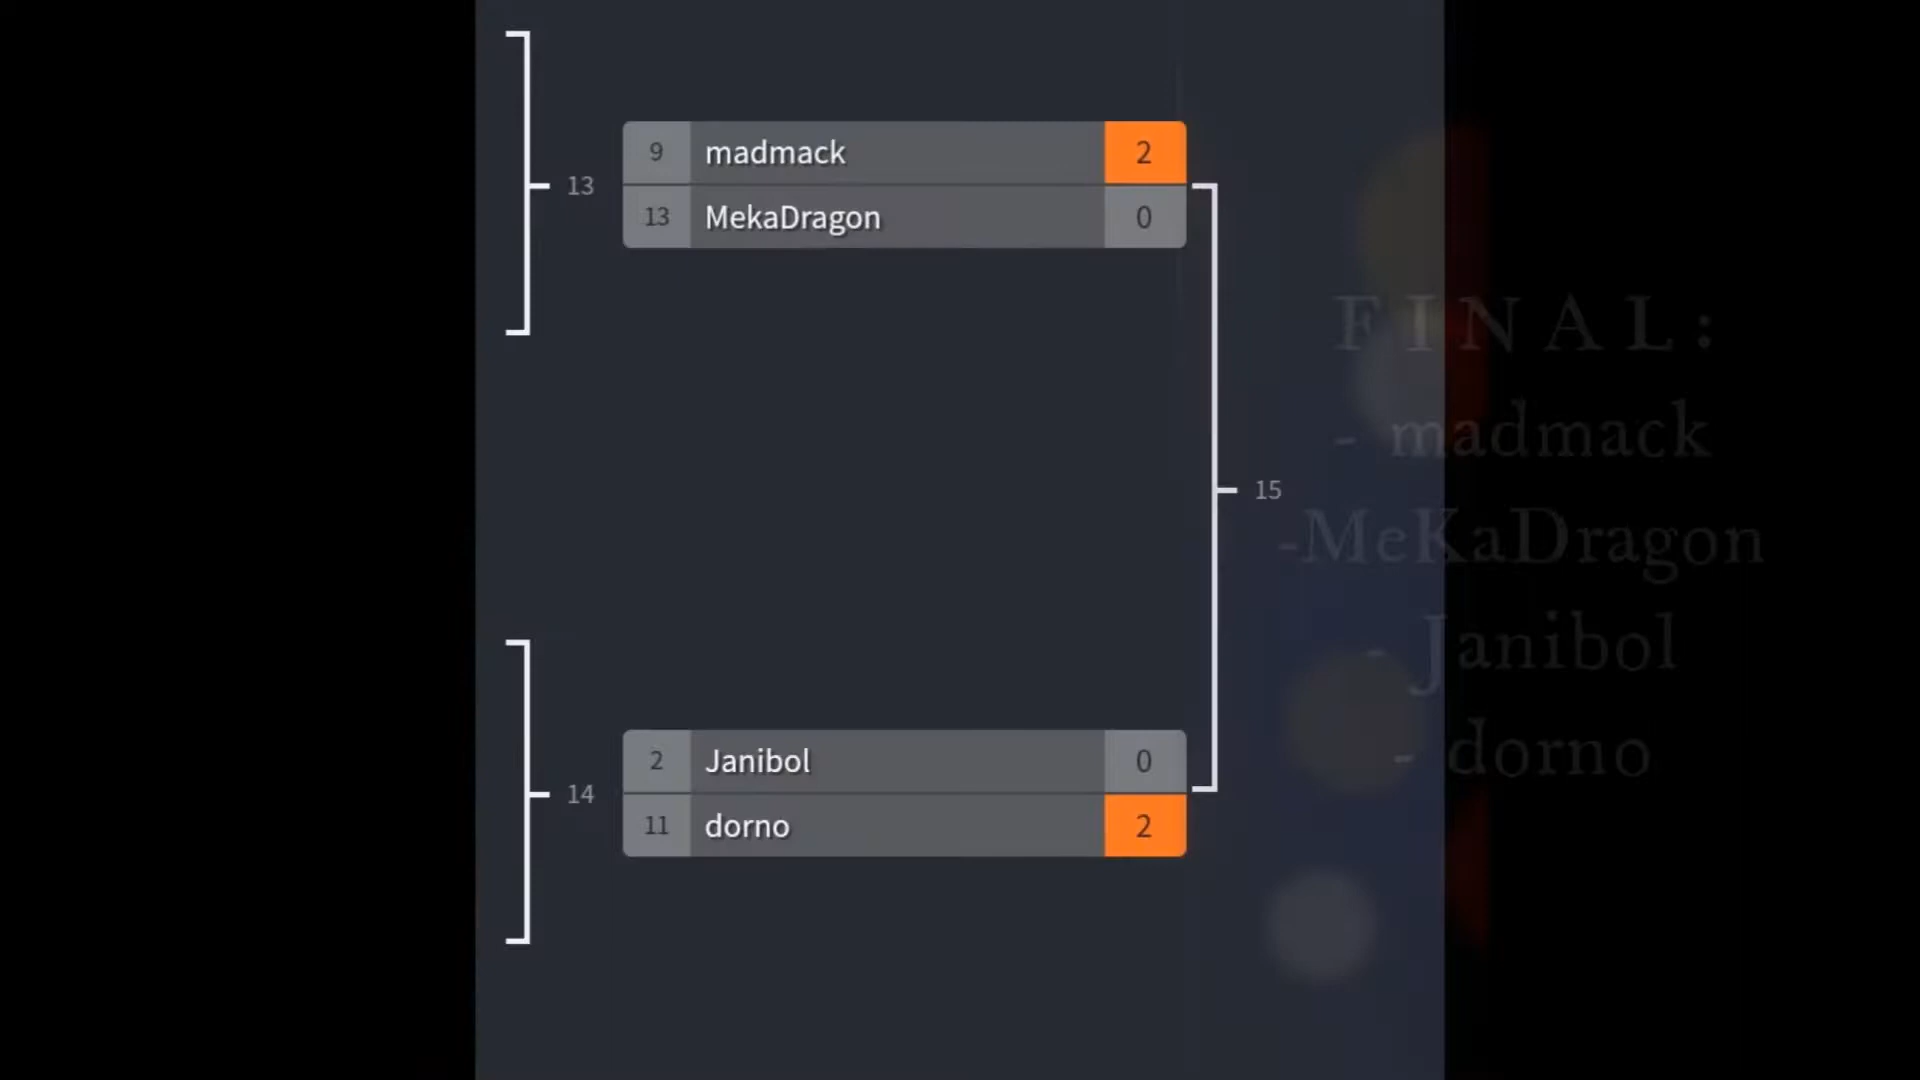 13
9 madmack 2
13 MekaDragon 0
15
14
2 Janibol 0
11 dorno 2
FINAL:
- madmack
-MeKaDragon
- Janibol
- dorno